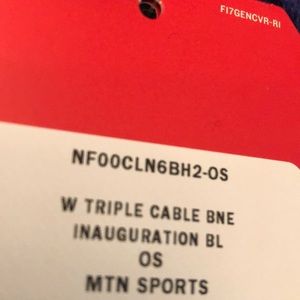 FI7GENCVR-RI
NF00CLN6BH2-OS
W TRIPLE CABLE BNE
INAUGURATION BL
OS
MTN SPORTS